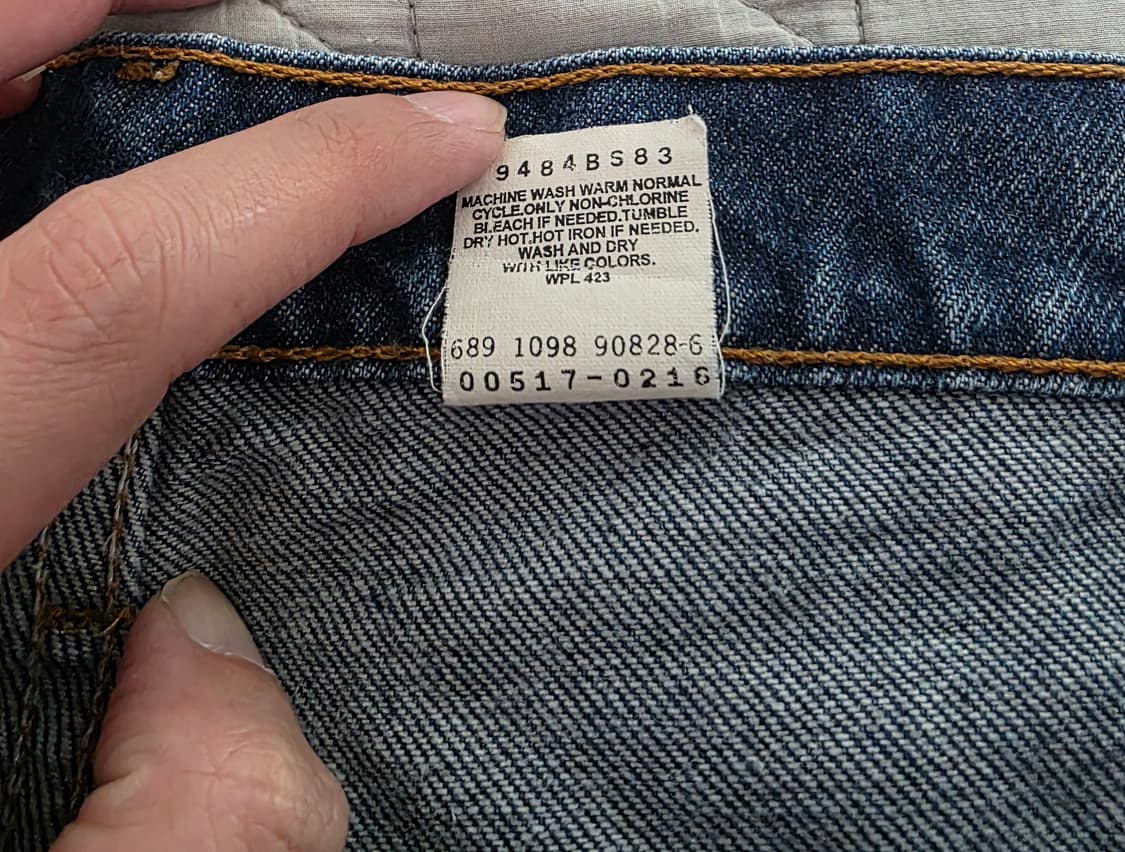 9484BS83
MACHINE WASH WARM NORMAL
CYCLE.ONLY NON-CHLORINE
BLEACH IF NEEDED.TUMBLE
DRY HOT.HOT IRON IF NEEDED.
WASH AND DRY
WITH LIKE COLORS.
WPL 423
689 1098 90828-6
00517-0216